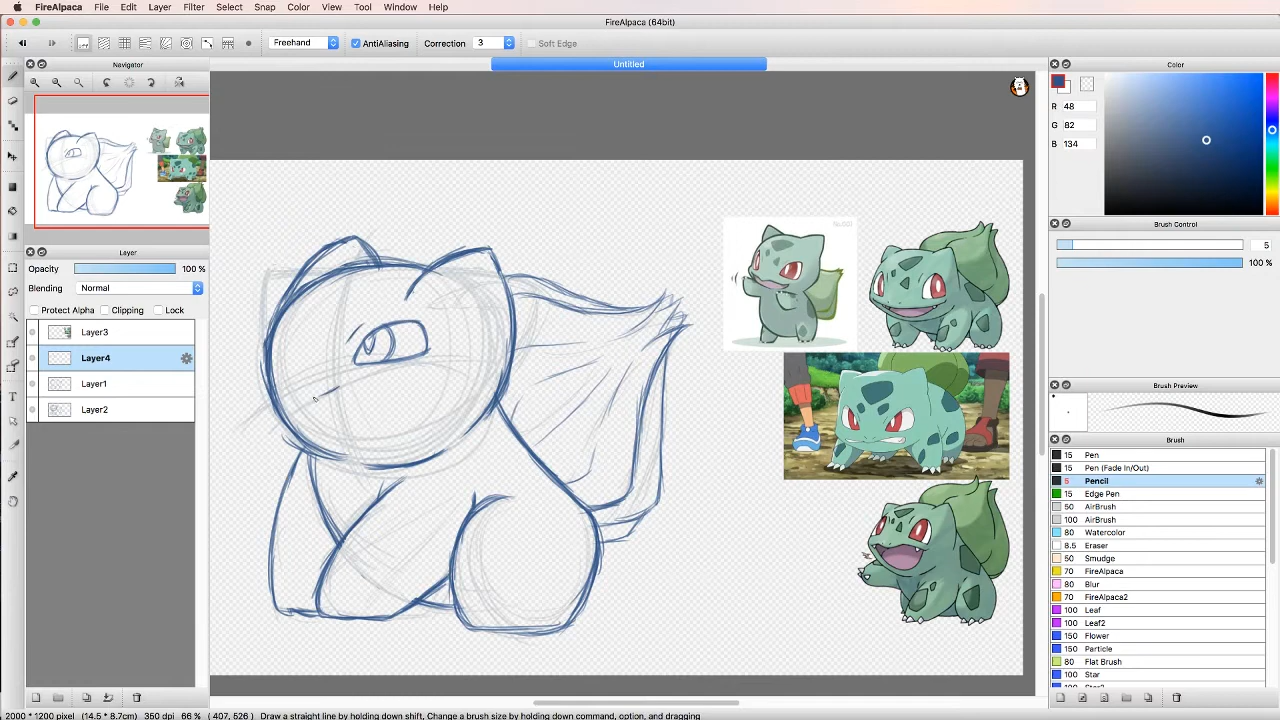 FireAlpaca File Edit Layer Filter Select Snap Color View Tool Window Help
FireAlpaca (64bit)
Freehand AntiAliasing Correction 3 Soft Edge
Navigator
Untitled
Color
R 48
G 82
B 134
Brush Control
5
100 %
Layer
Opacity 100 %
Blending Normal
Protect Alpha Clipping Lock
Layer3
Layer4
Layer1
Layer2
Brush Preview
Brush
15 Pen
15 Pen (Fade In/Out)
5 Pencil
15 Edge Pen
50 AirBrush
100 AirBrush
80 Watercolor
8.5 Eraser
50 Smudge
70 FireAlpaca
80 Blur
70 FireAlpaca2
100 Leaf
100 Leaf2
150 Flower
150 Particle
80 Flat Brush
100 Star
2000 * 1200 pixel (14.5 * 8.7cm) 350 dpi 66 % ( 407, 526 ) Draw a straight line by holding down shift, Change a brush size by holding down command, option, and dragging